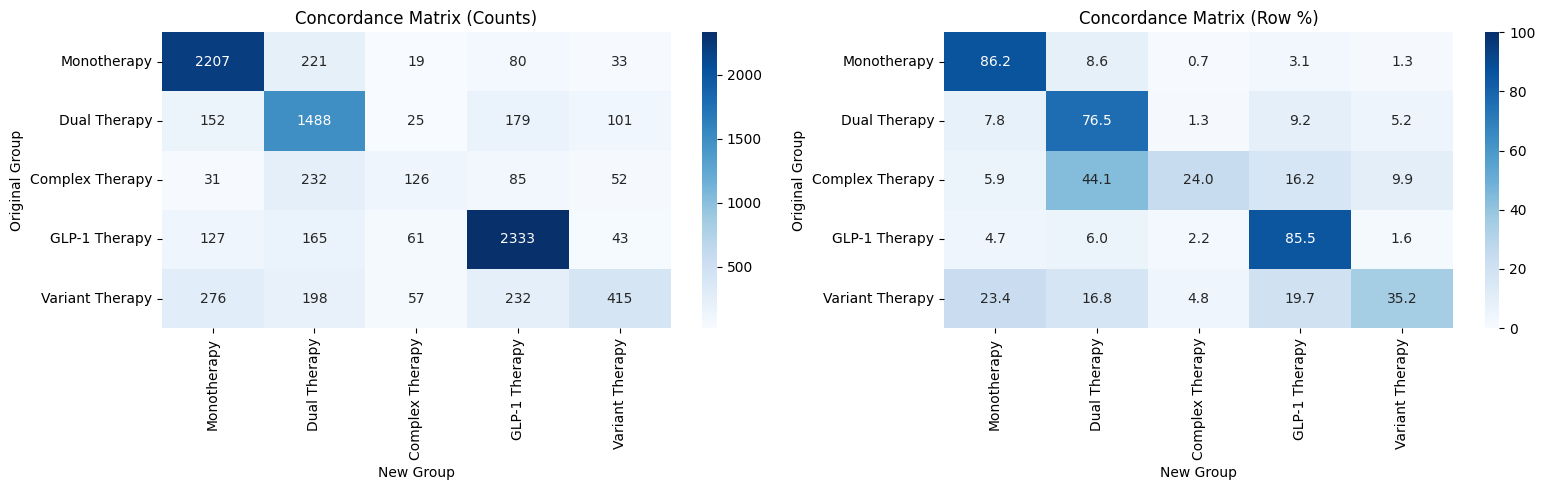 Concordance Matrix (Counts)
Original Group
Monotherapy 2207 221 19 80 33
Dual Therapy 152 1488 25 179 101
Complex Therapy 31 232 126 85 52
GLP-1 Therapy 127 165 61 2333 43
Variant Therapy 276 198 57 232 415
Monotherapy
Dual Therapy
Complex Therapy
GLP-1 Therapy
Variant Therapy
New Group
2000
1500
1000
500
Concordance Matrix (Row %)
Original Group
Monotherapy 86.2 8.6 0.7 3.1 1.3
Dual Therapy 7.8 76.5 1.3 9.2 5.2
Complex Therapy 5.9 44.1 24.0 16.2 9.9
GLP-1 Therapy 4.7 6.0 2.2 85.5 1.6
Variant Therapy 23.4 16.8 4.8 19.7 35.2
Monotherapy
Dual Therapy
Complex Therapy
GLP-1 Therapy
Variant Therapy
New Group
100
80
60
40
20
0